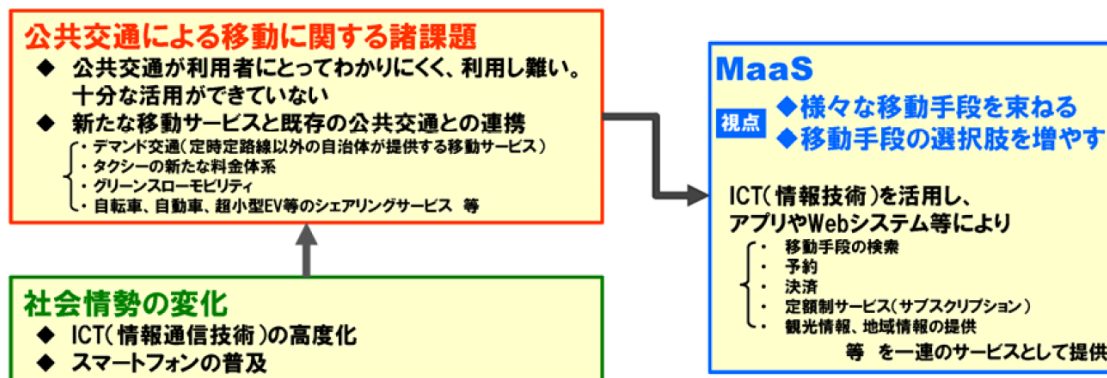 公共交通による移動に関する諸課題
◆ 公共交通が利用者にとってわかりにくく、利用し難い。
十分な活用ができていない
◆ 新たな移動サービスと既存の公共交通との連携
・デマンド交通(定時定路線以外の自治体が提供する移動サービス)
・タクシーの新たな料金体系
・グリーンスローモビリティ
・自転車、自動車、超小型EV等のシェアリングサービス 等
社会情勢の変化
◆ ICT(情報通信技術)の高度化
◆ スマートフォンの普及
MaaS
視点
◆様々な移動手段を束ねる
◆移動手段の選択肢を増やす
ICT(情報技術)を活用し、
アプリやWebシステム等により
・ 移動手段の検索
・ 予約
・ 決済
・ 定額制サービス(サブスクリプション)
・ 観光情報、地域情報の提供
等 を一連のサービスとして提供